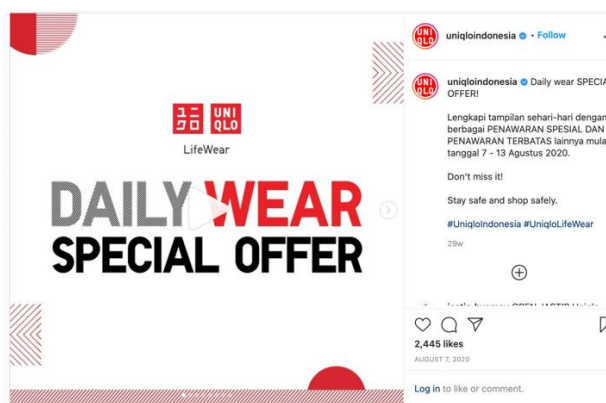 ユニ UNI
クロ QLO
LifeWear
DAILY WEAR
SPECIAL OFFER
UNI
QLO
uniqloindonesia • Follow
UNI
QLO
uniqloindonesia Daily wear SPECIA
OFFER!
Lengkapi tampilan sehari-hari dengan
berbagai PENAWARAN SPESIAL DAN
PENAWARAN TERBATAS lainnya mula
tanggal 7 - 13 Agustus 2020.
Don't miss it!
Stay safe and shop safely.
#UniqloIndonesia #UniqloLifeWear
29w
2,445 likes
AUGUST 7, 2020
Log in to like or comment.